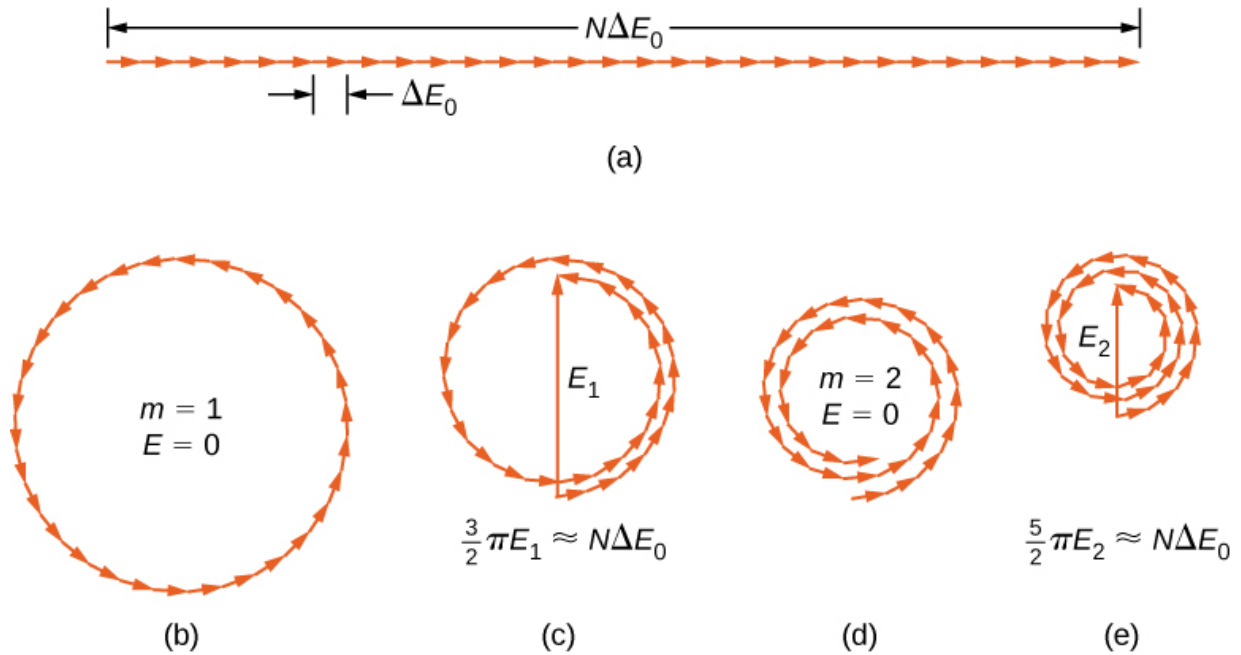 NΔE₀
ΔE₀
(a)
m = 1
E = 0
E₁
m = 2
E = 0
E₂
3/2 πE₁ ≈ NΔE₀
5/2 πE₂ ≈ NΔE₀
(b)
(c)
(d)
(e)